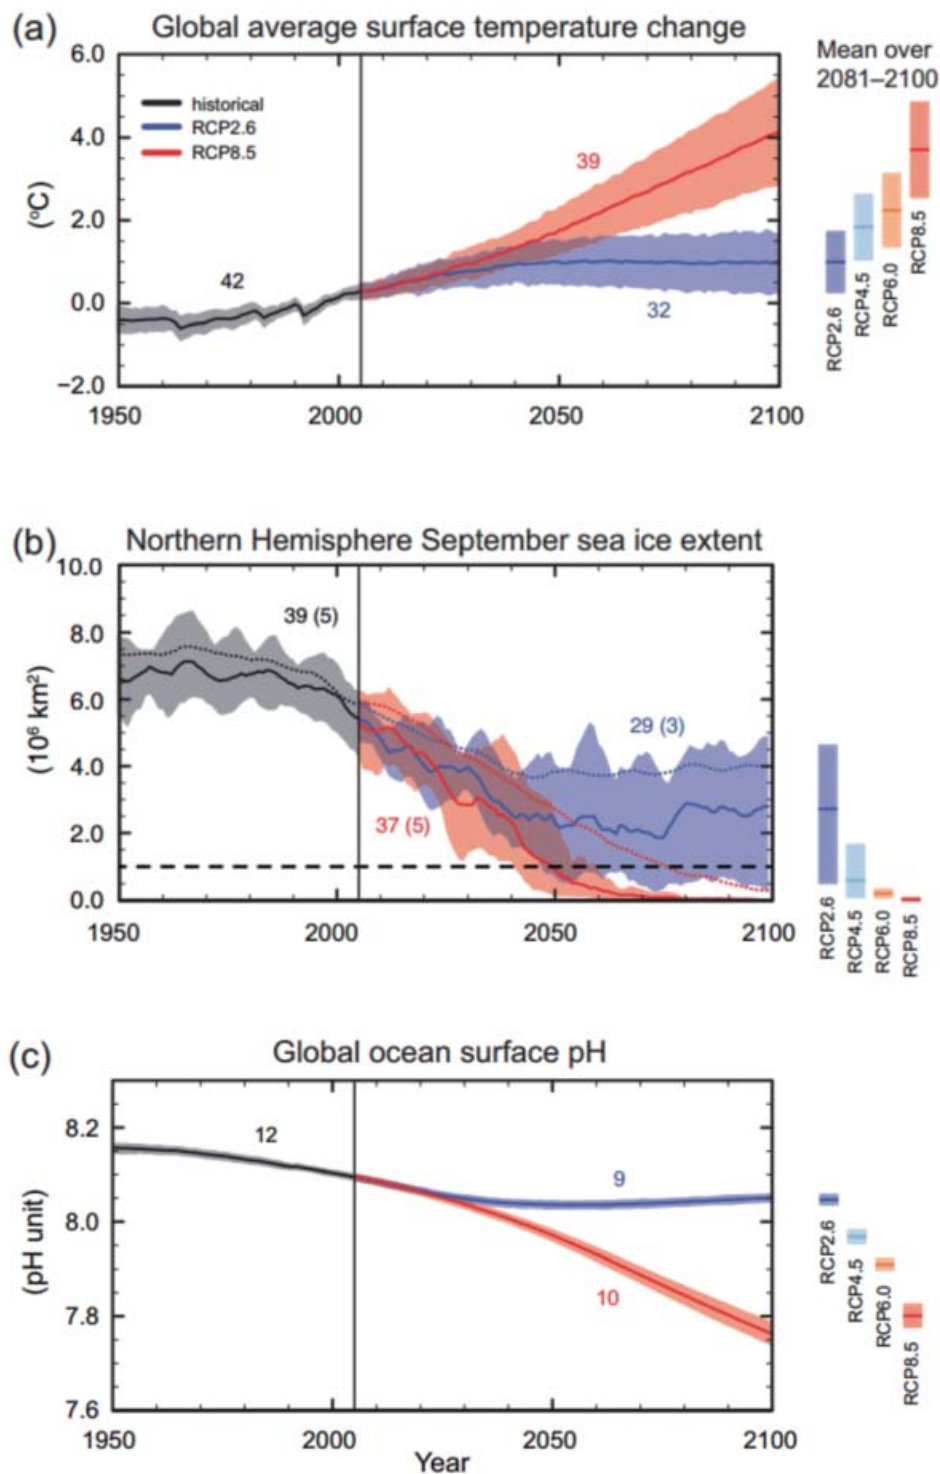 (a) Global average surface temperature change
Mean over
2081–2100
6.0
4.0
2.0
0.0
−2.0
(°C)
historical
RCP2.6
RCP8.5
42
39
32
1950 2000 2050 2100
RCP2.6
RCP4.5
RCP6.0
RCP8.5
(b) Northern Hemisphere September sea ice extent
10.0
8.0
6.0
4.0
2.0
0.0
(10⁶ km²)
39 (5)
29 (3)
37 (5)
1950 2000 2050 2100
RCP2.6
RCP4.5
RCP6.0
RCP8.5
(c) Global ocean surface pH
8.2
8.0
7.8
7.6
(pH unit)
12
9
10
1950 2000 2050 2100
Year
RCP2.6
RCP4.5
RCP6.0
RCP8.5